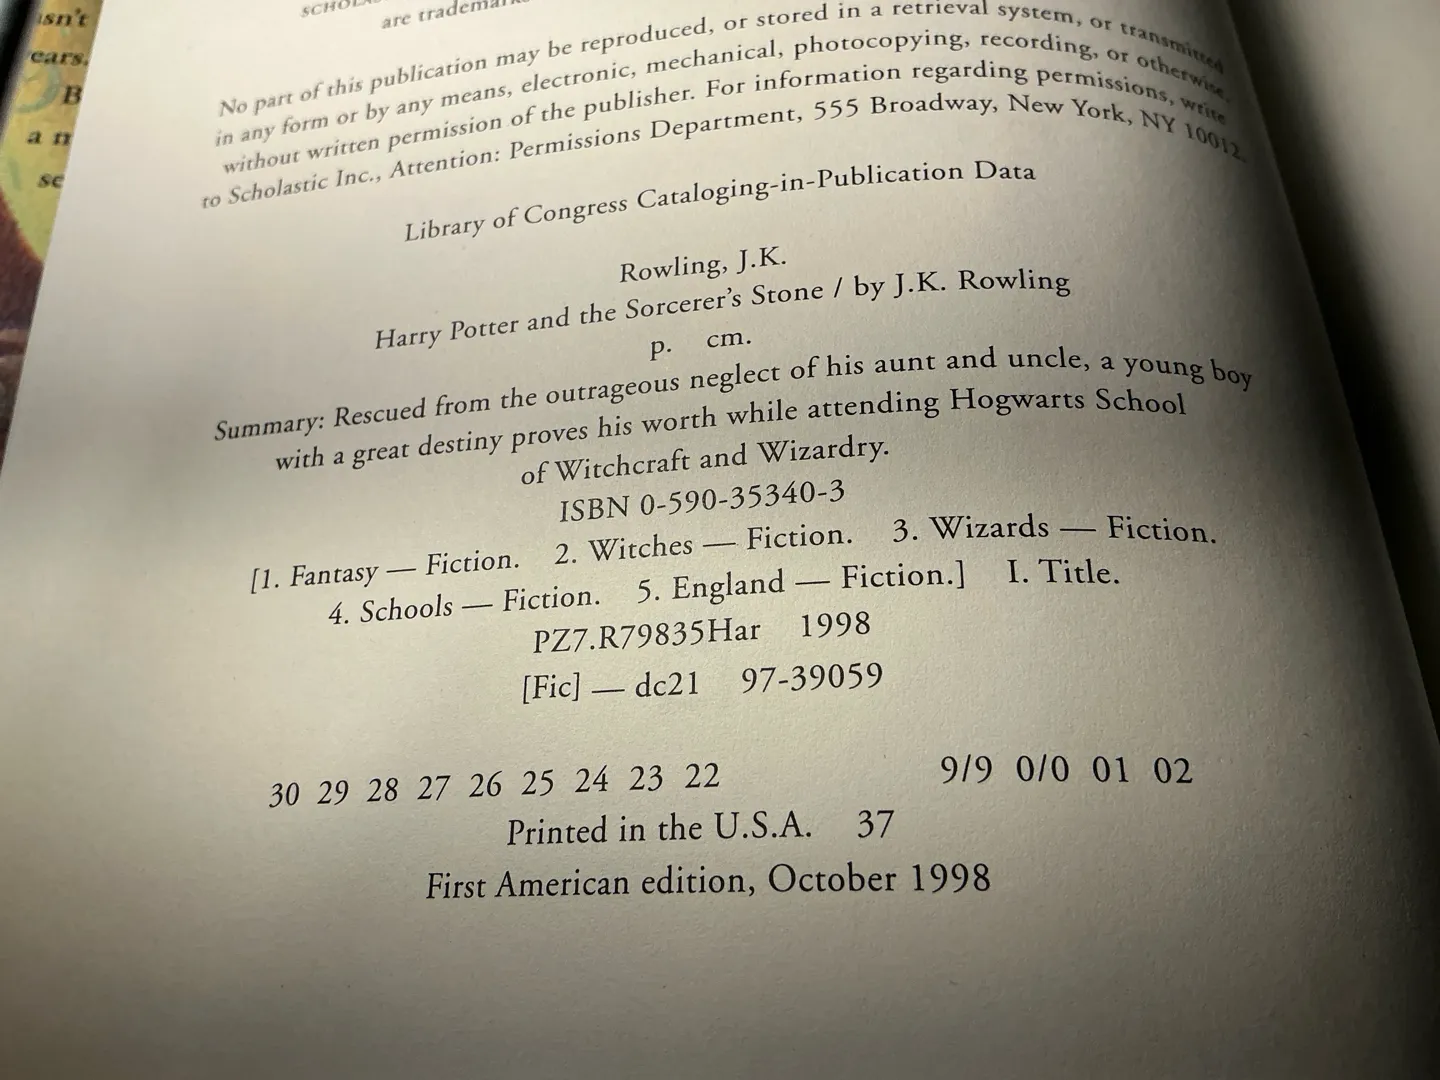 isn't
ears.
B
a n
se
are trademarks
No part of this publication may be reproduced, or stored in a retrieval system, or transmitted
in any form or by any means, electronic, mechanical, photocopying, recording, or otherwise,
without written permission of the publisher. For information regarding permissions, write
to Scholastic Inc., Attention: Permissions Department, 555 Broadway, New York, NY 10012.
Library of Congress Cataloging-in-Publication Data
Rowling, J.K.
Harry Potter and the Sorcerer's Stone / by J.K. Rowling
p. cm.
Summary: Rescued from the outrageous neglect of his aunt and uncle, a young boy
with a great destiny proves his worth while attending Hogwarts School
of Witchcraft and Wizardry.
ISBN 0-590-35340-3
[1. Fantasy — Fiction. 2. Witches — Fiction. 3. Wizards — Fiction.
4. Schools — Fiction. 5. England — Fiction.] I. Title.
PZ7.R79835Har 1998
[Fic] — dc21 97-39059
30 29 28 27 26 25 24 23 22 9/9 0/0 01 02
Printed in the U.S.A. 37
First American edition, October 1998